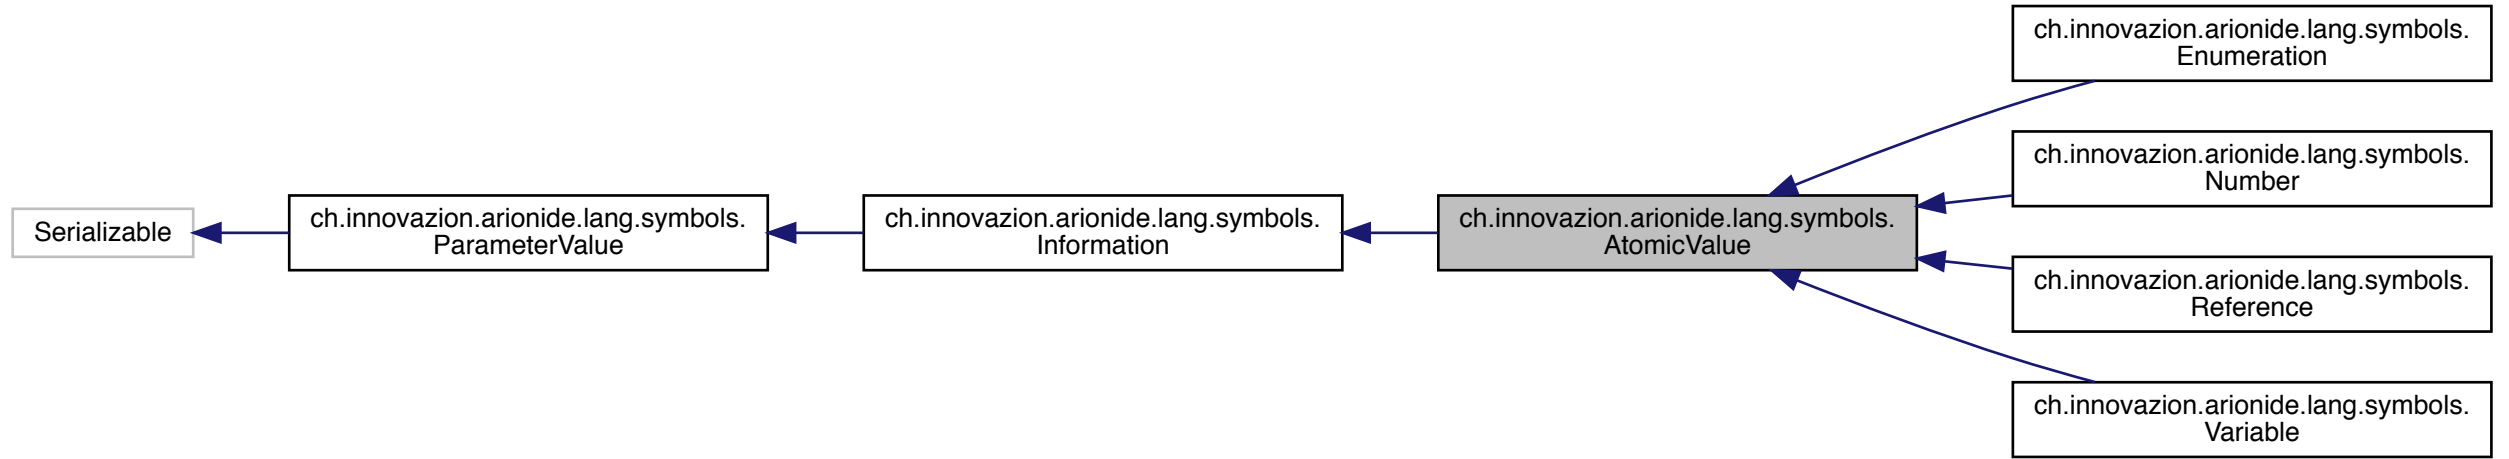 Serializable
ch.innovazion.arionide.lang.symbols.
ParameterValue
ch.innovazion.arionide.lang.symbols.
Information
ch.innovazion.arionide.lang.symbols.
AtomicValue
ch.innovazion.arionide.lang.symbols.
Enumeration
ch.innovazion.arionide.lang.symbols.
Number
ch.innovazion.arionide.lang.symbols.
Reference
ch.innovazion.arionide.lang.symbols.
Variable